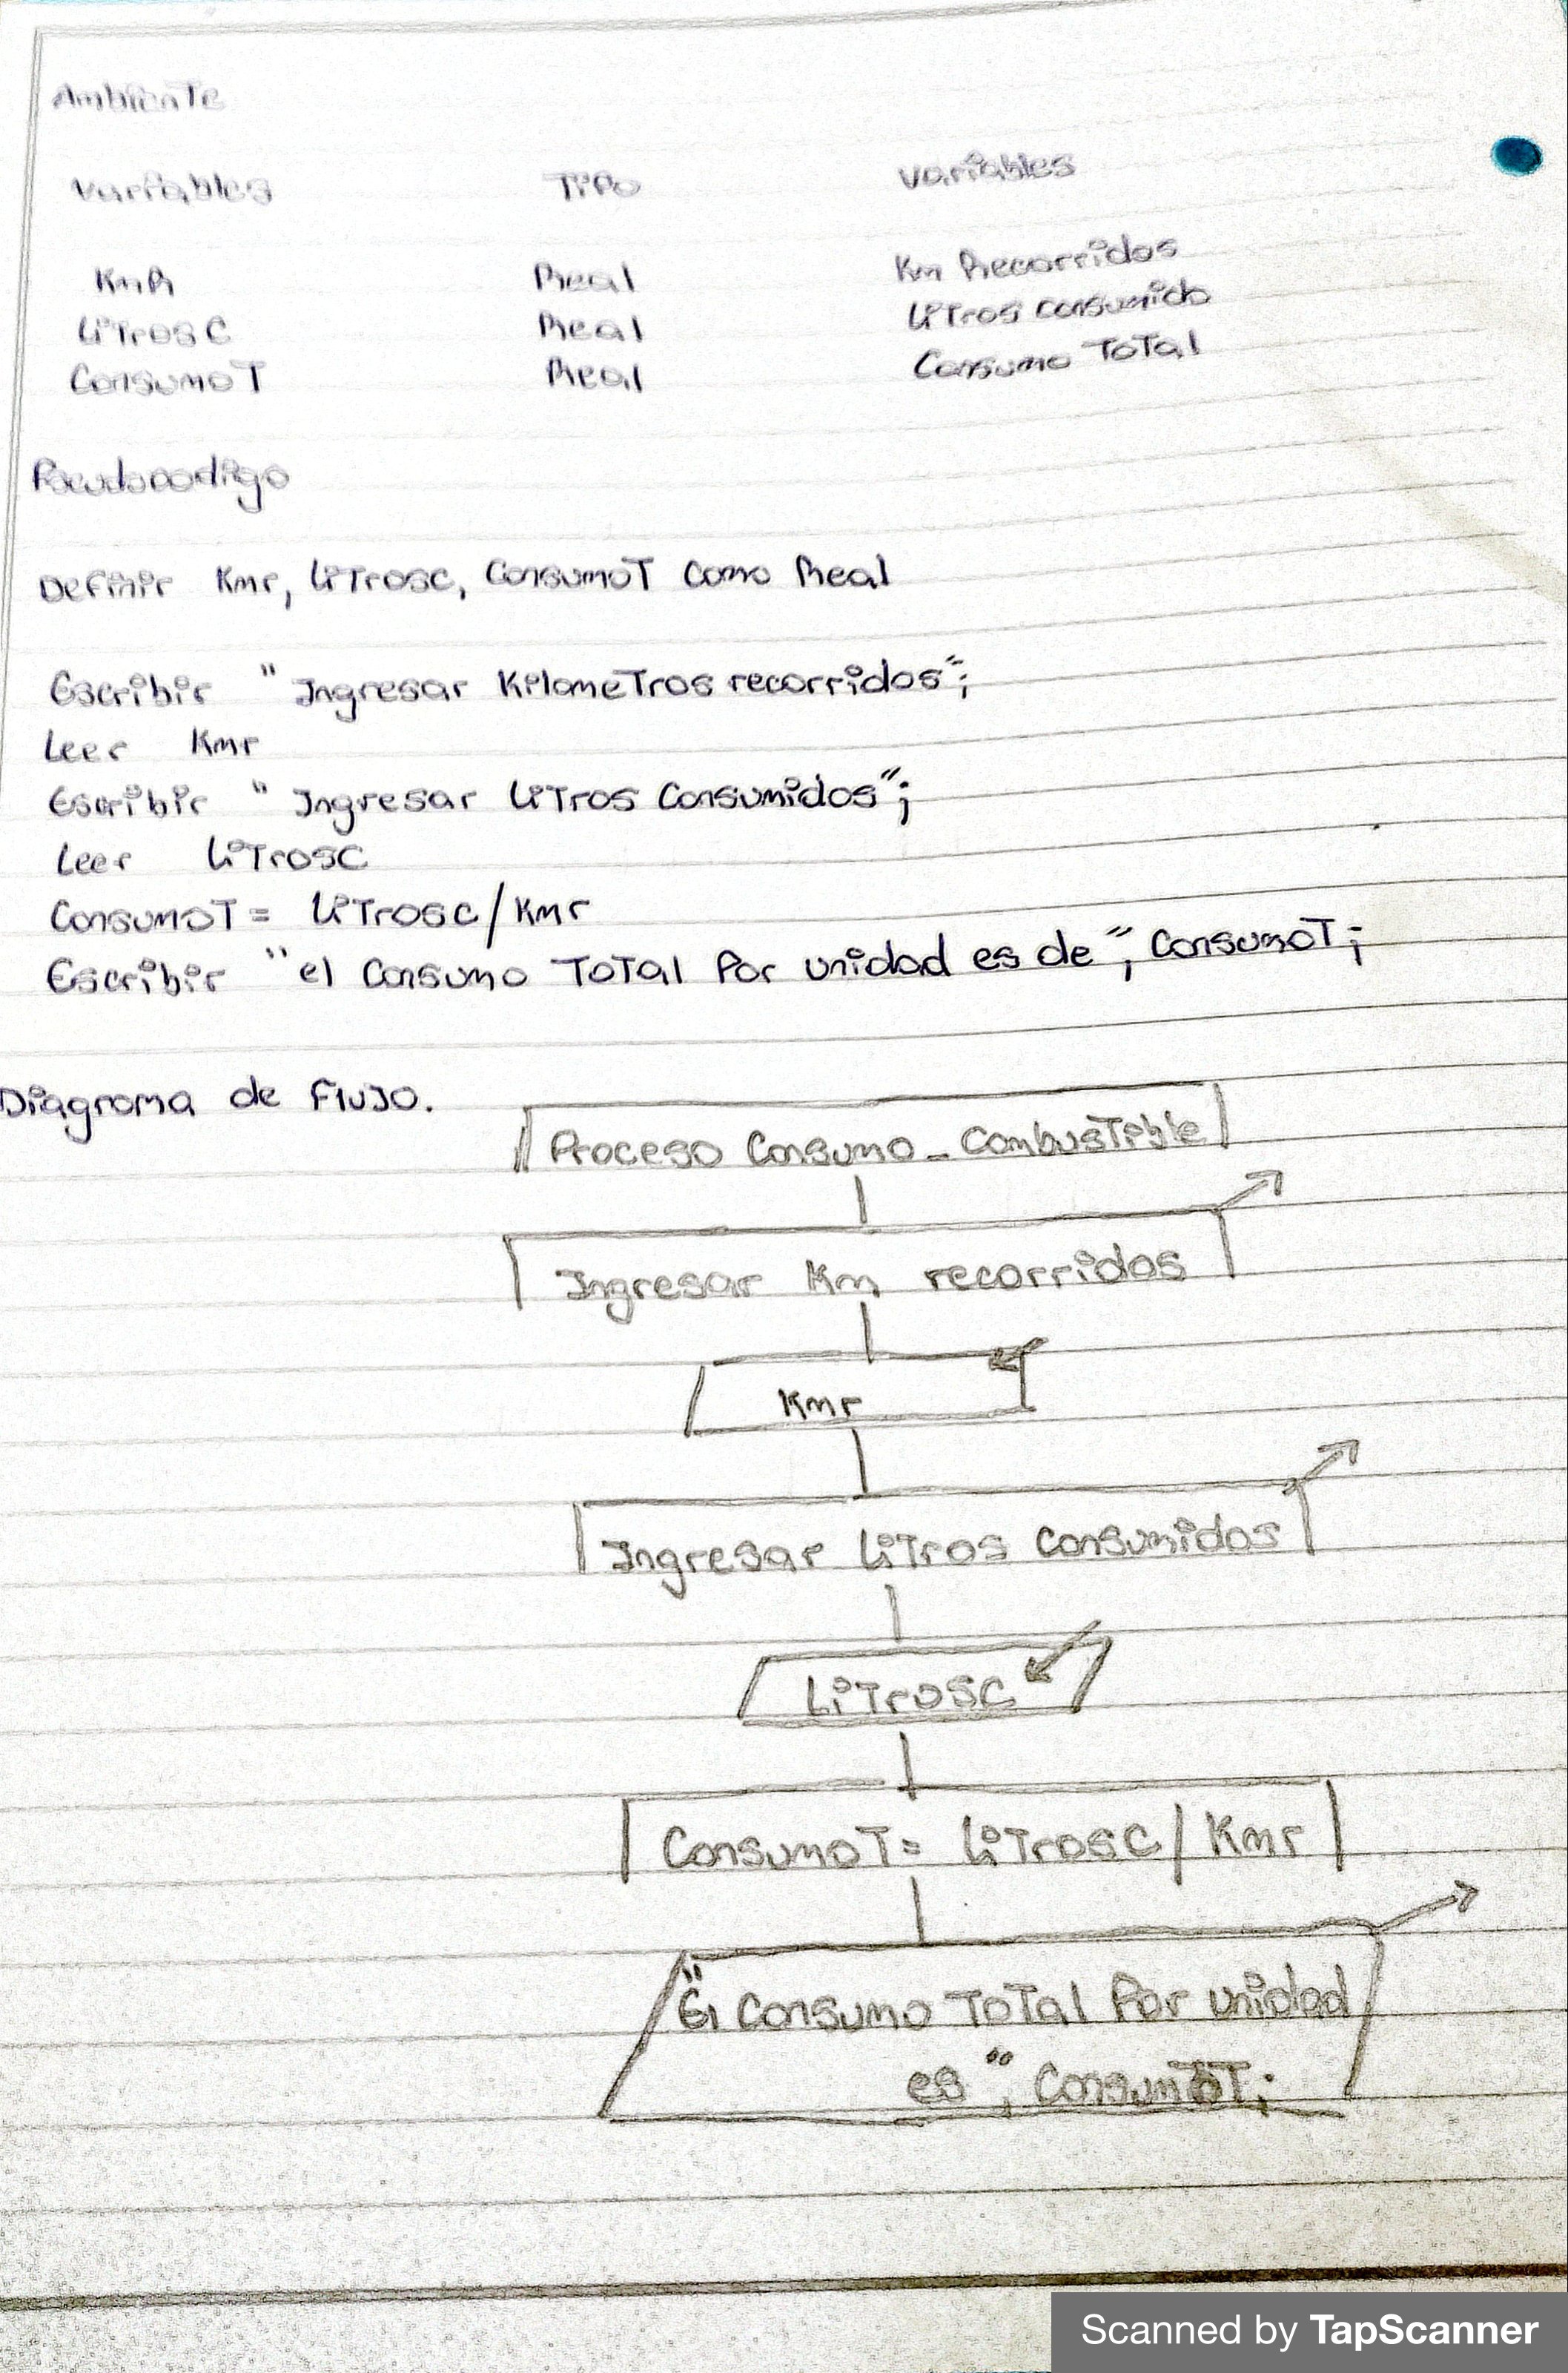 Ambiente
Variables Tipo variables
KmR Real Km Recorridos
LitrosC Real Litros consumido
ConsumoT Real Consumo Total
Pseudocodigo
Definir Kmr, Litrosc, ConsumoT Como Real
Escribir "Ingresar Kilometros recorridos";
Leer Kmr
Escribir "Ingresar Litros Consumidos";
Leer Litrosc
ConsumoT = Litrosc/Kmr
Escribir "el Consumo Total Por unidad es de", ConsumoT;
Diagrama de Flujo.
Proceso Consumo_Combustible
Ingresar Km recorridos
Kmr
Ingresar Litros Consumidos
Litrosc
ConsumoT= Litrosc/Kmr
"El Consumo Total Por unidad
es", ConsumoT;
Scanned by TapScanner